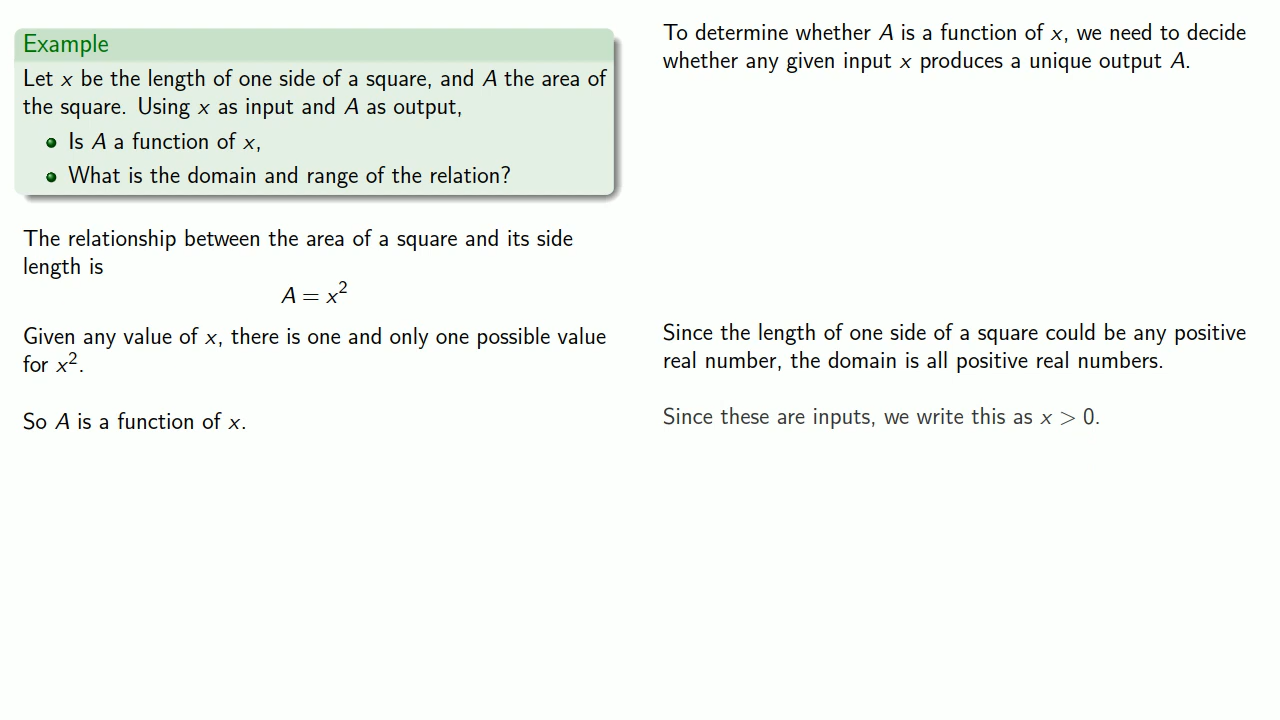 Example
Let x be the length of one side of a square, and A the area of
the square. Using x as input and A as output,
Is A a function of x,
What is the domain and range of the relation?
The relationship between the area of a square and its side
length is
A = x²
Given any value of x, there is one and only one possible value
for x².
So A is a function of x.
To determine whether A is a function of x, we need to decide
whether any given input x produces a unique output A.
Since the length of one side of a square could be any positive
real number, the domain is all positive real numbers.
Since these are inputs, we write this as x > 0.